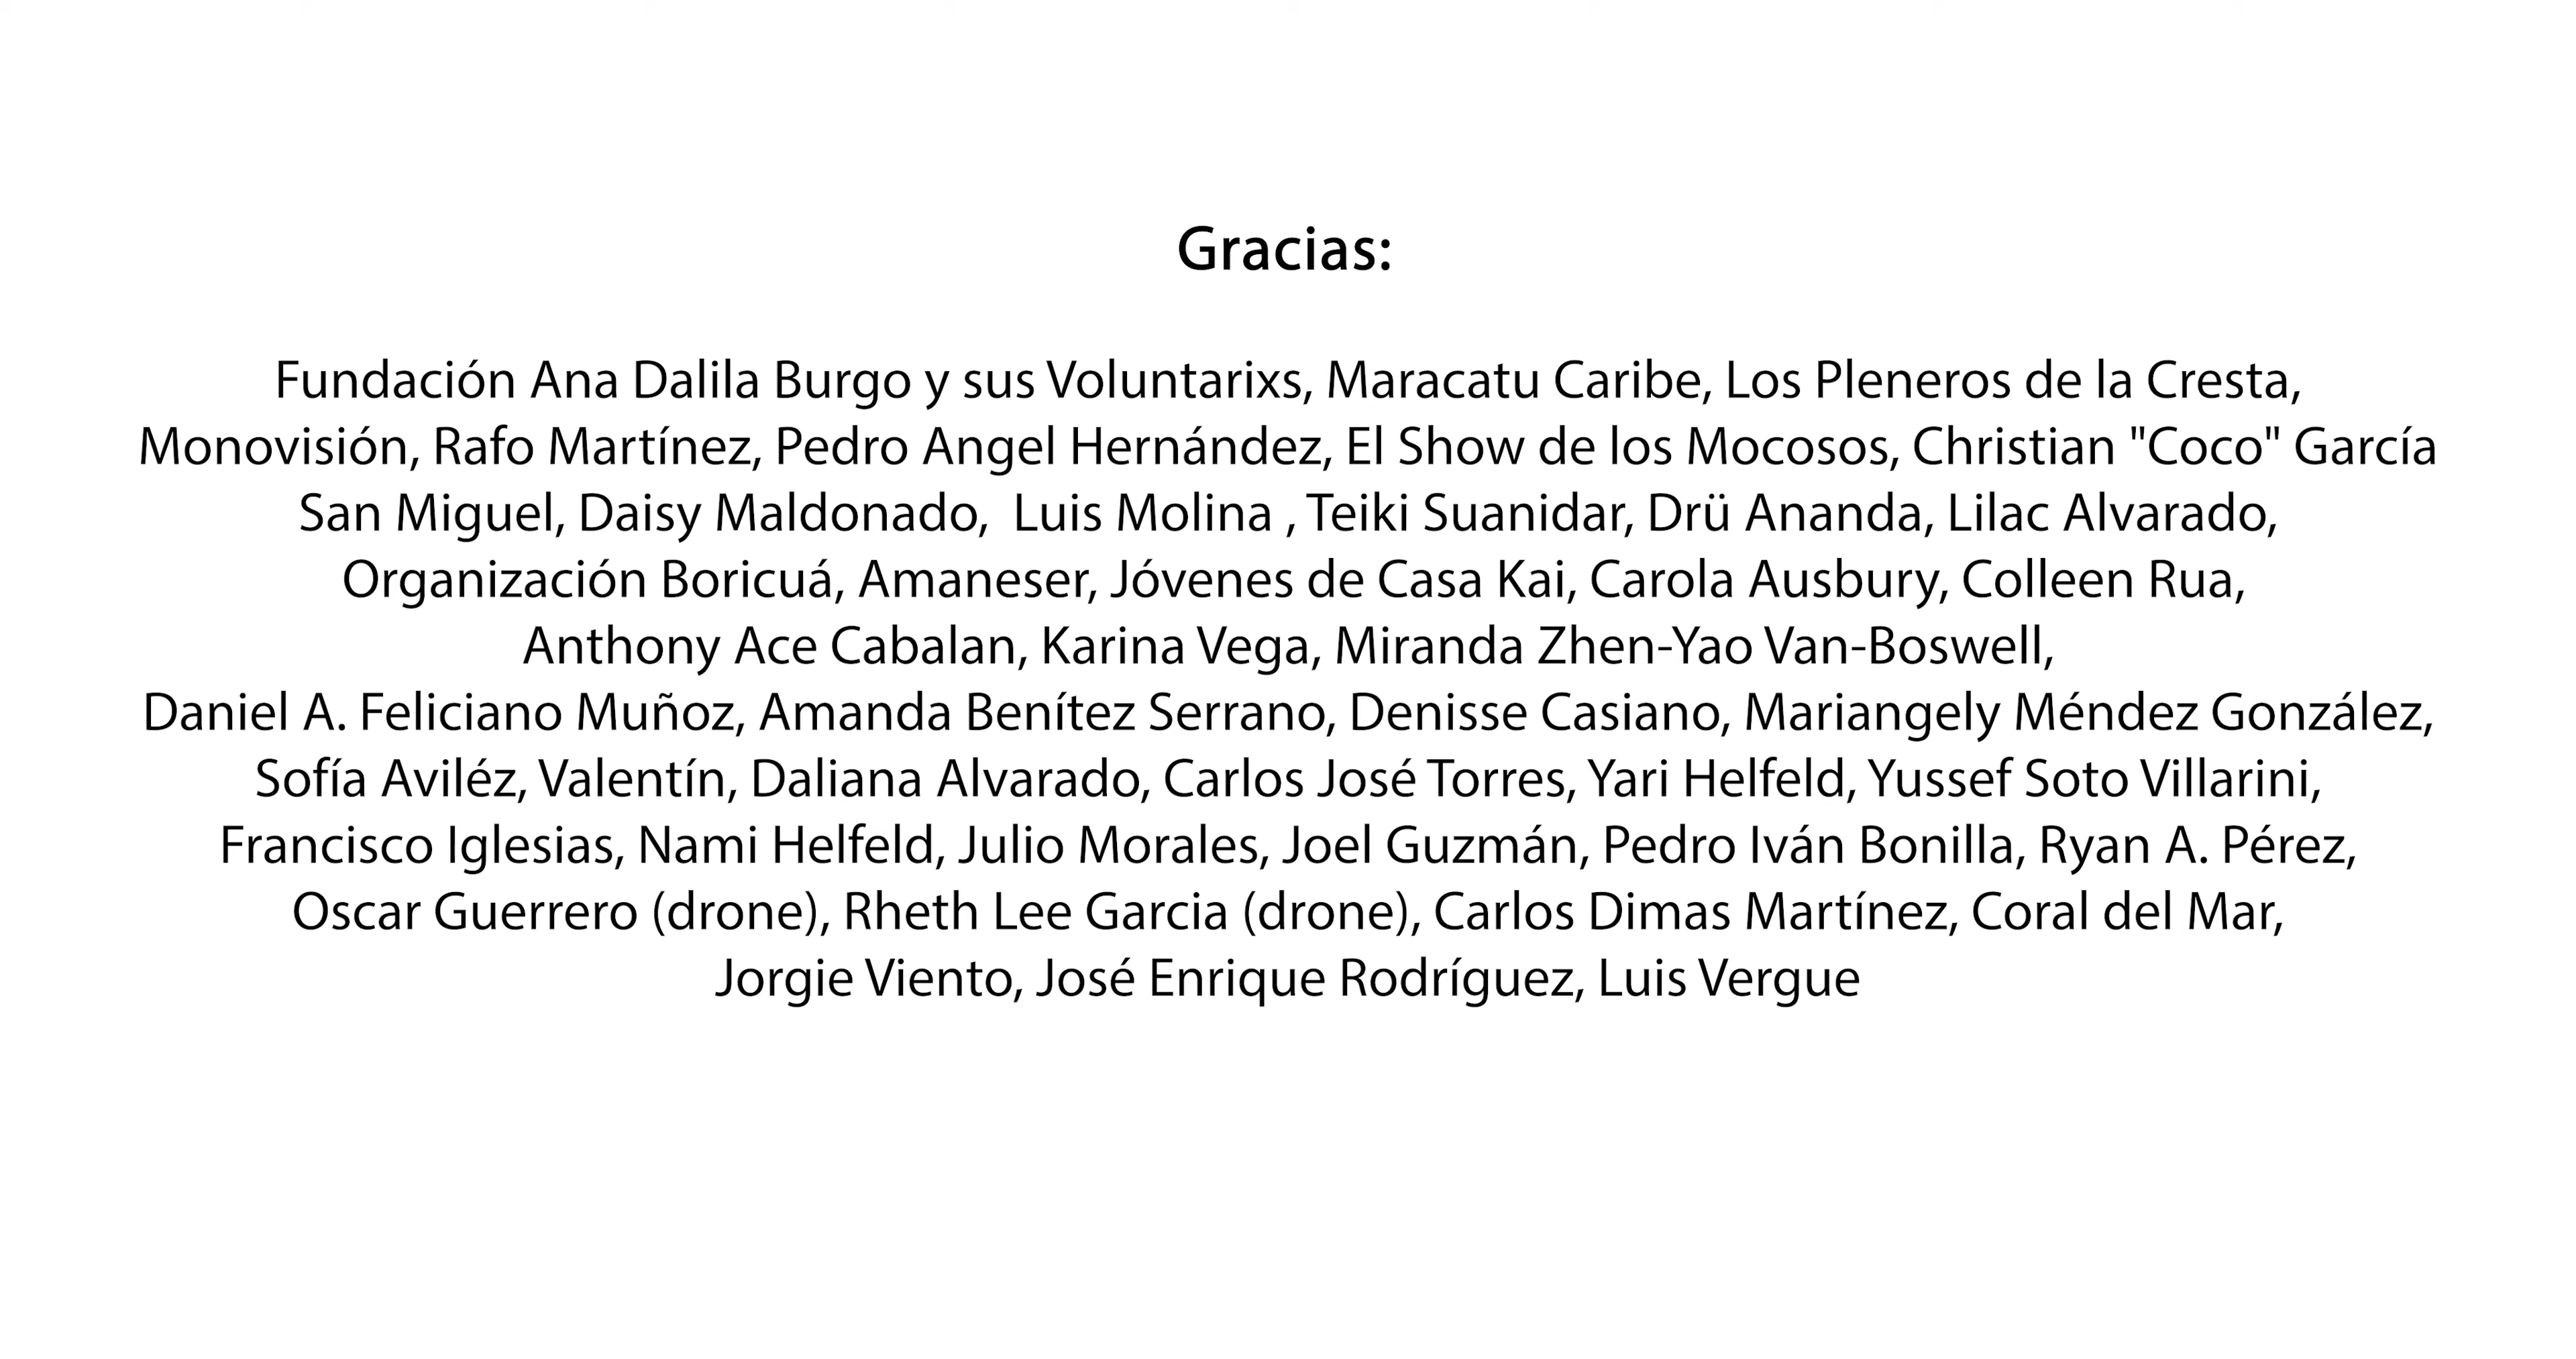 Gracias:
Fundación Ana Dalila Burgo y sus Voluntarixs, Maracatu Caribe, Los Pleneros de la Cresta,
Monovisión, Rafo Martínez, Pedro Angel Hernández, El Show de los Mocosos, Christian "Coco" García
San Miguel, Daisy Maldonado,  Luis Molina , Teiki Suanidar, Drü Ananda, Lilac Alvarado,
Organización Boricuá, Amaneser, Jóvenes de Casa Kai, Carola Ausbury, Colleen Rua,
Anthony Ace Cabalan, Karina Vega, Miranda Zhen-Yao Van-Boswell,
Daniel A. Feliciano Muñoz, Amanda Benítez Serrano, Denisse Casiano, Mariangely Méndez González,
Sofía Aviléz, Valentín, Daliana Alvarado, Carlos José Torres, Yari Helfeld, Yussef Soto Villarini,
Francisco Iglesias, Nami Helfeld, Julio Morales, Joel Guzmán, Pedro Iván Bonilla, Ryan A. Pérez,
Oscar Guerrero (drone), Rheth Lee Garcia (drone), Carlos Dimas Martínez, Coral del Mar,
Jorgie Viento, José Enrique Rodríguez, Luis Vergue